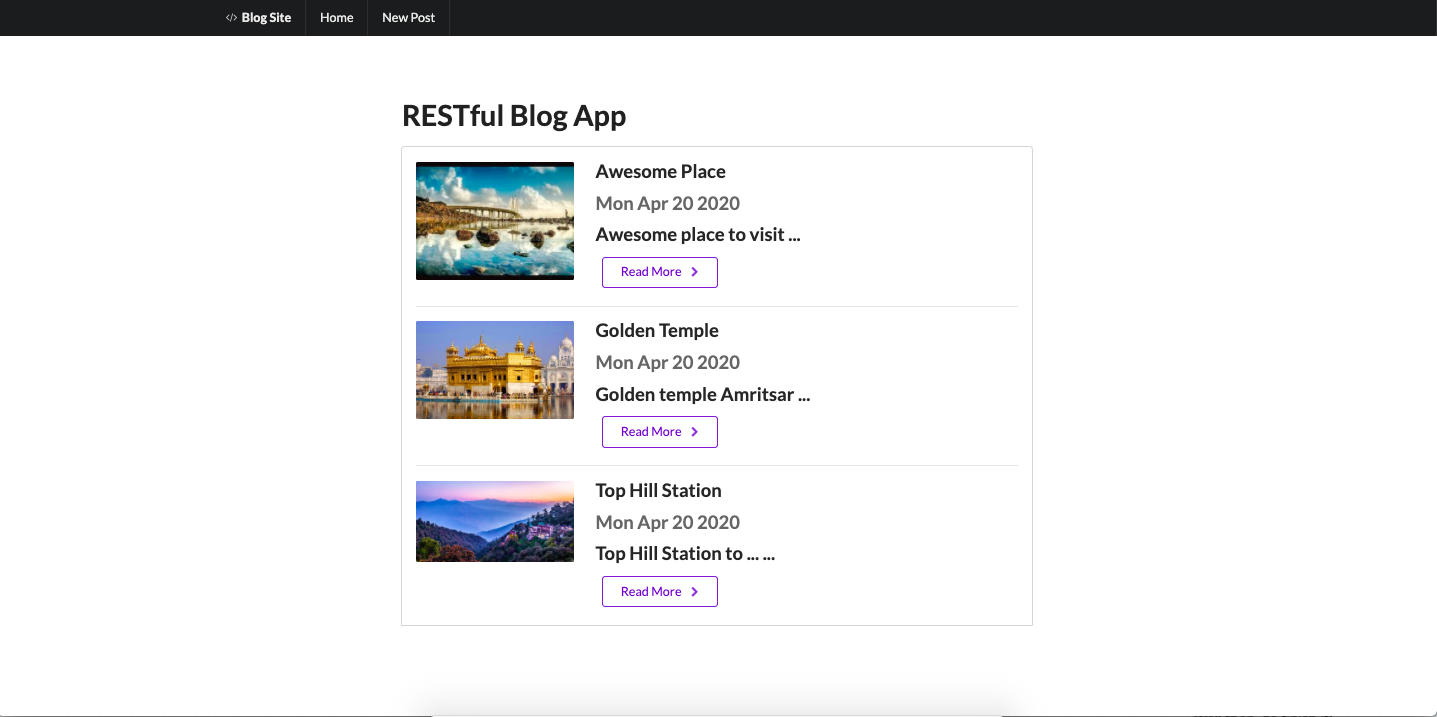 Blog Site Home New Post
RESTful Blog App
Awesome Place
Mon Apr 20 2020
Awesome place to visit ...
Read More
Golden Temple
Mon Apr 20 2020
Golden temple Amritsar ...
Read More
Top Hill Station
Mon Apr 20 2020
Top Hill Station to ... ...
Read More